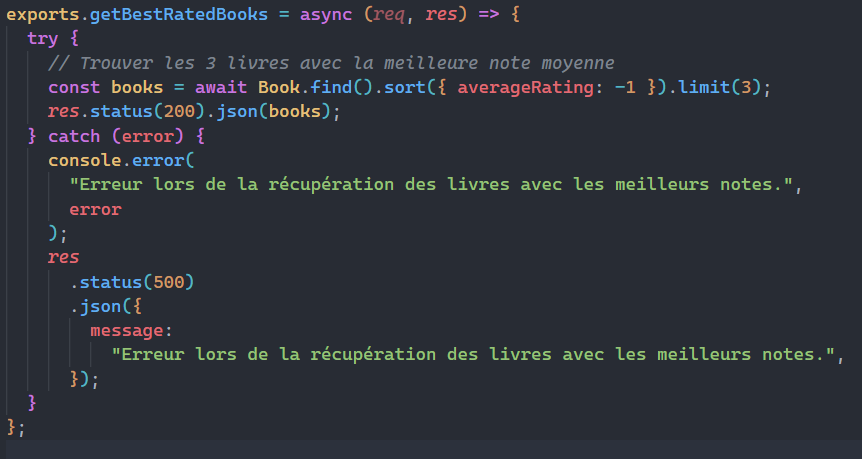 exports.getBestRatedBooks = async (req, res) => {
try {
// Trouver les 3 livres avec la meilleure note moyenne
const books = await Book.find().sort({ averageRating: -1 }).limit(3);
res.status(200).json(books);
} catch (error) {
console.error(
"Erreur lors de la récupération des livres avec les meilleurs notes.",
error
);
res
.status(500)
.json({
message:
"Erreur lors de la récupération des livres avec les meilleurs notes.",
});
}
};